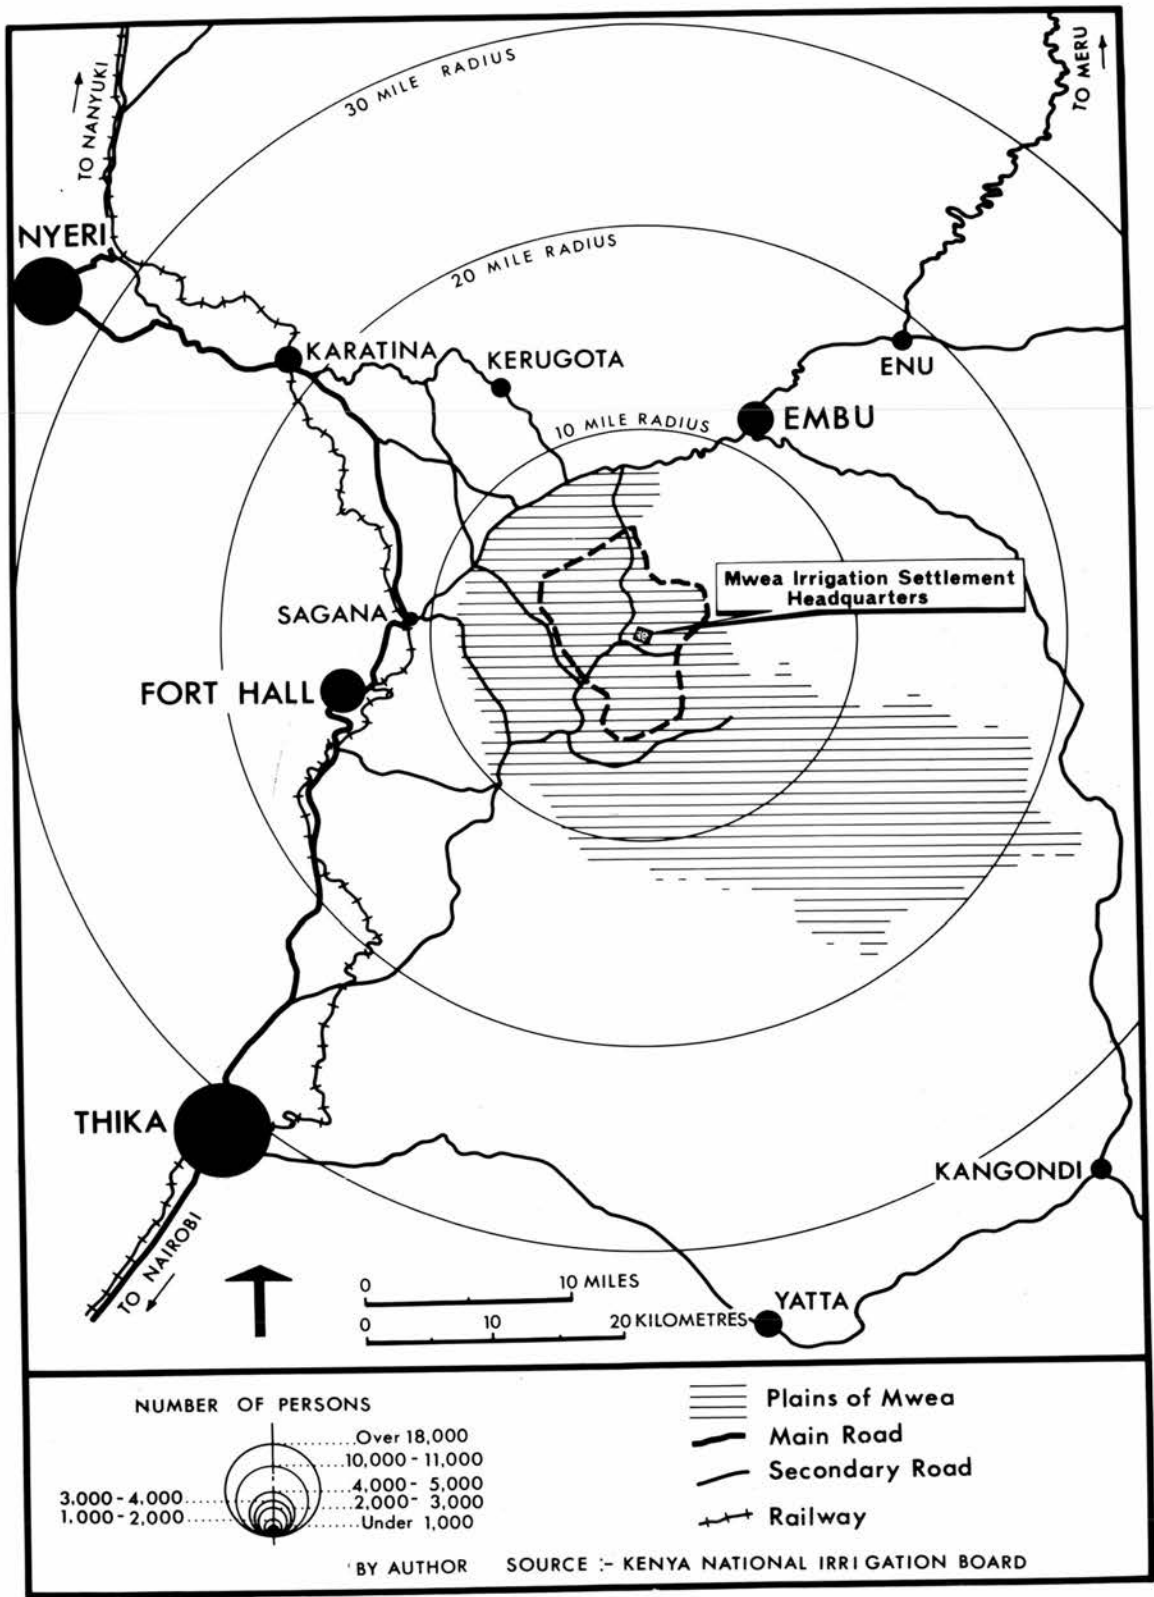 30 MILE RADIUS
TO NANYUKI
TO MERU
NYERI
20 MILE RADIUS
KARATINA
KERUGOTA
ENU
10 MILE RADIUS
EMBU
Mwea Irrigation Settlement
Headquarters
SAGANA
FORT HALL
THIKA
KANGONDI
TO NAIROBI
0 10 MILES
0 10 20 KILOMETRES
YATTA
NUMBER OF PERSONS
Over 18,000
10,000 - 11,000
4,000 - 5,000
3.000 - 4.000
2,000 - 3,000
1.000 - 2,000
Under 1,000
Plains of Mwea
Main Road
Secondary Road
Railway
BY AUTHOR SOURCE :- KENYA NATIONAL IRRIGATION BOARD